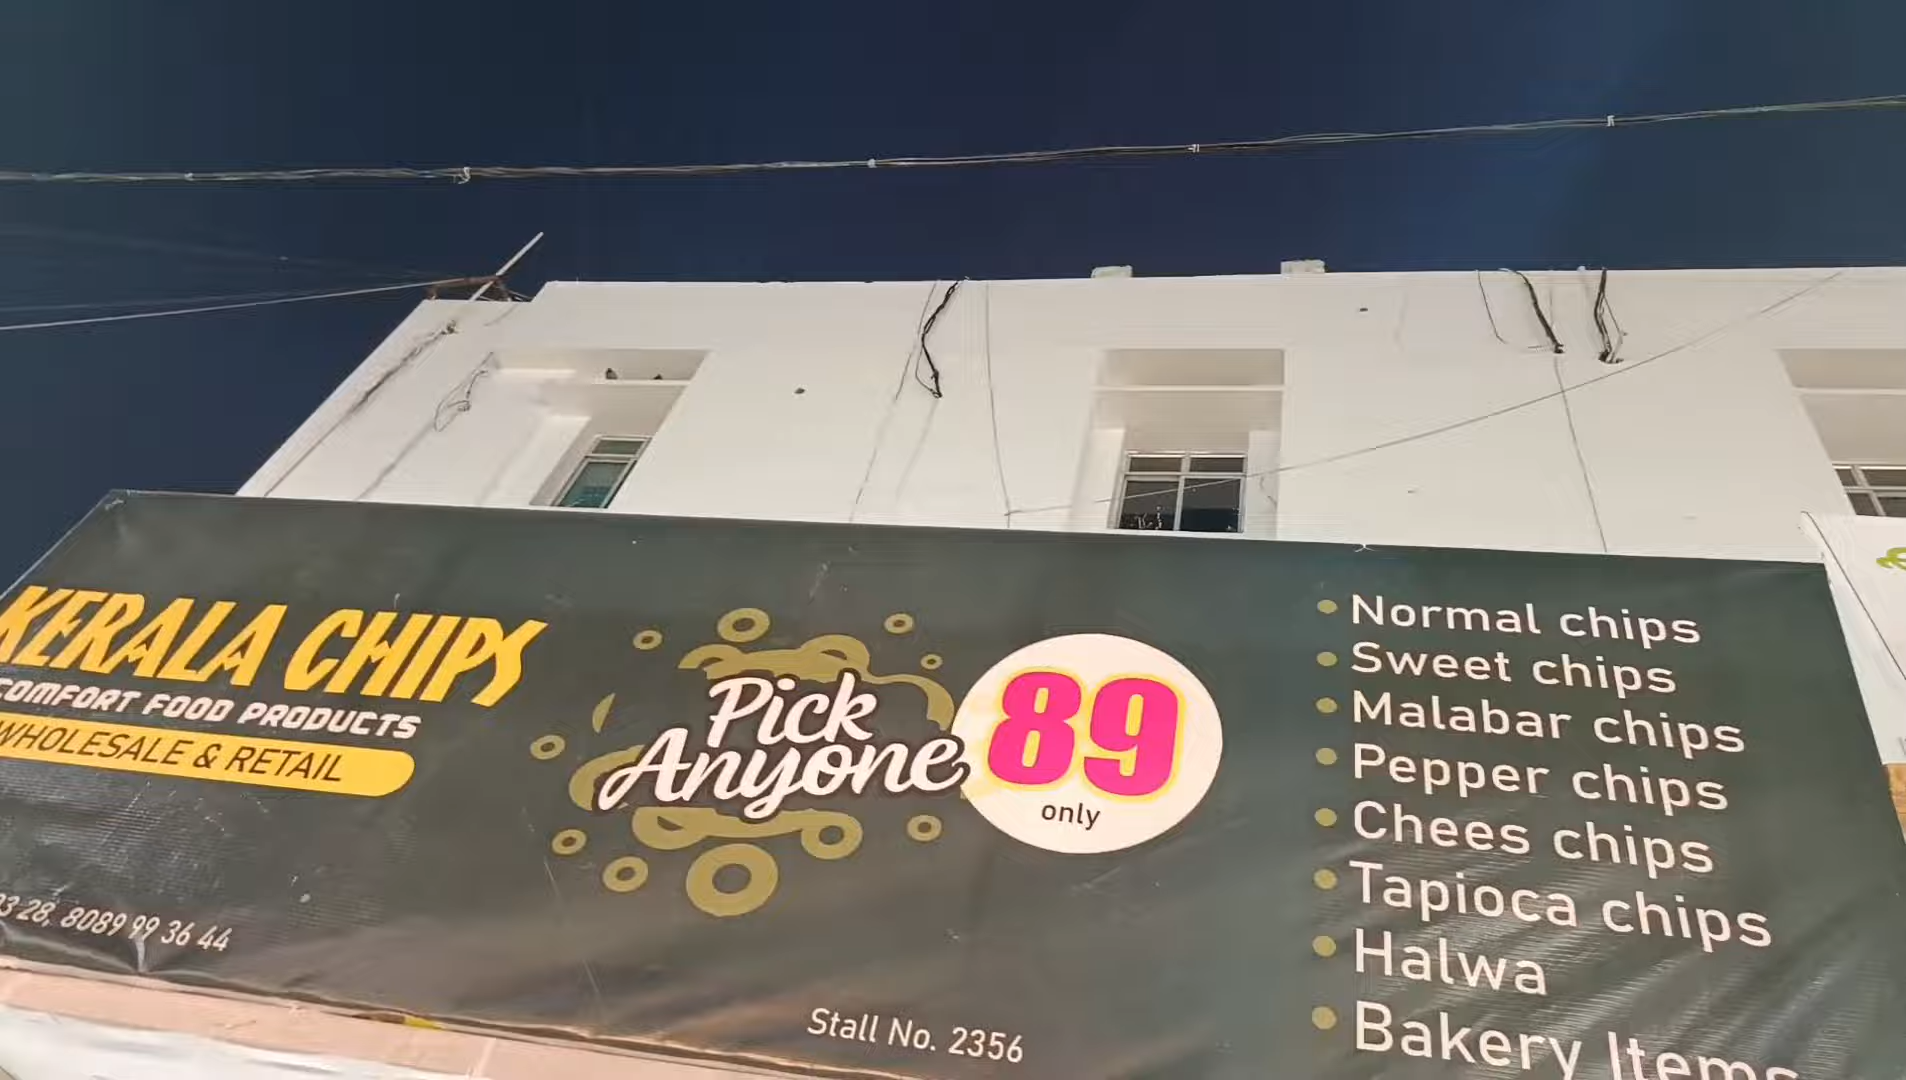 KERALA CHIPS
COMFORT FOOD PRODUCTS
WHOLESALE & RETAIL
28, 8089 99 36 44
Pick
Anyone
89
only
Stall No. 2356
Normal chips
Sweet chips
Malabar chips
Pepper chips
Chees chips
Tapioca chips
Halwa
Bakery Items